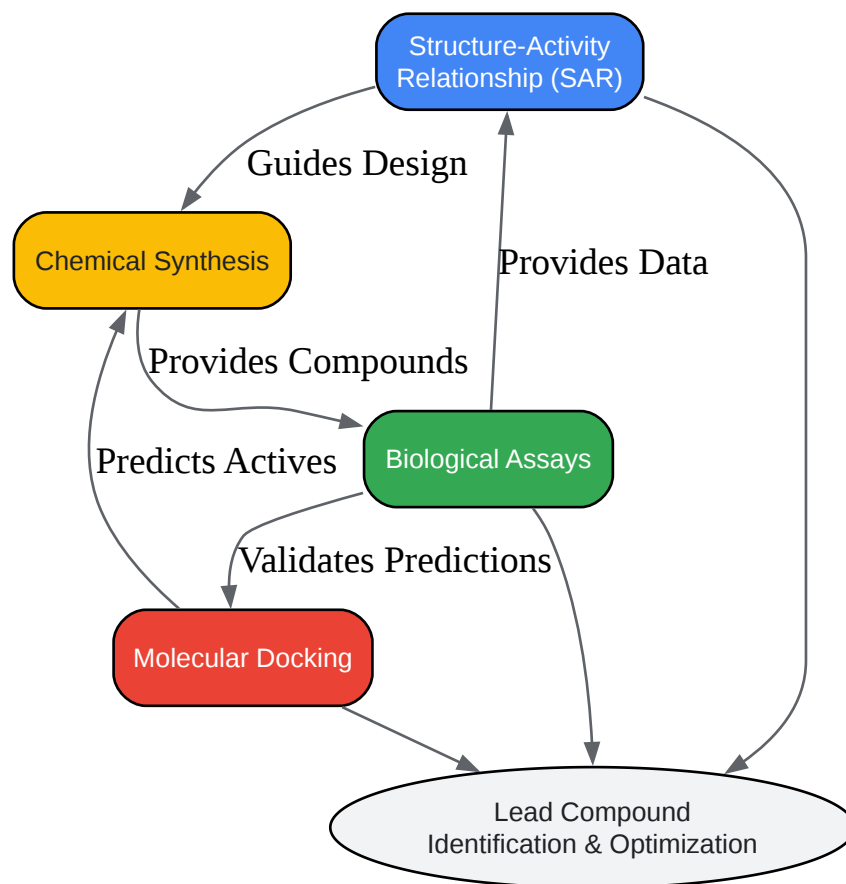 Structure-Activity
Relationship (SAR)
Guides Design
Chemical Synthesis
Provides Data
Provides Compounds
Biological Assays
Predicts Actives
Validates Predictions
Molecular Docking
Lead Compound
Identification & Optimization